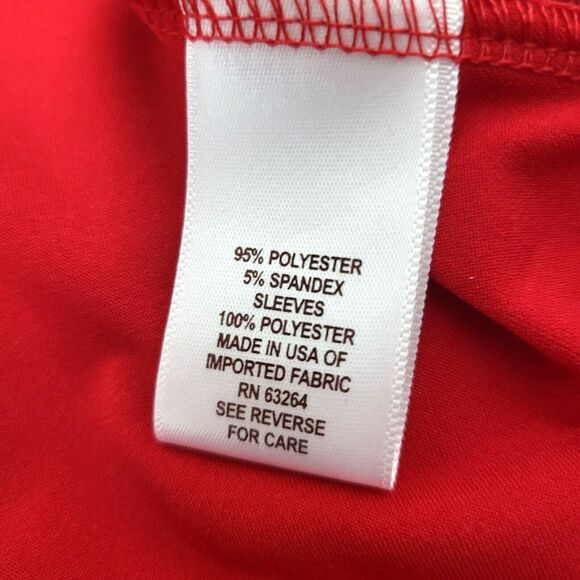 95% POLYESTER
5% SPANDEX
SLEEVES
100% POLYESTER
MADE IN USA OF
IMPORTED FABRIC
RN 63264
SEE REVERSE
FOR CARE